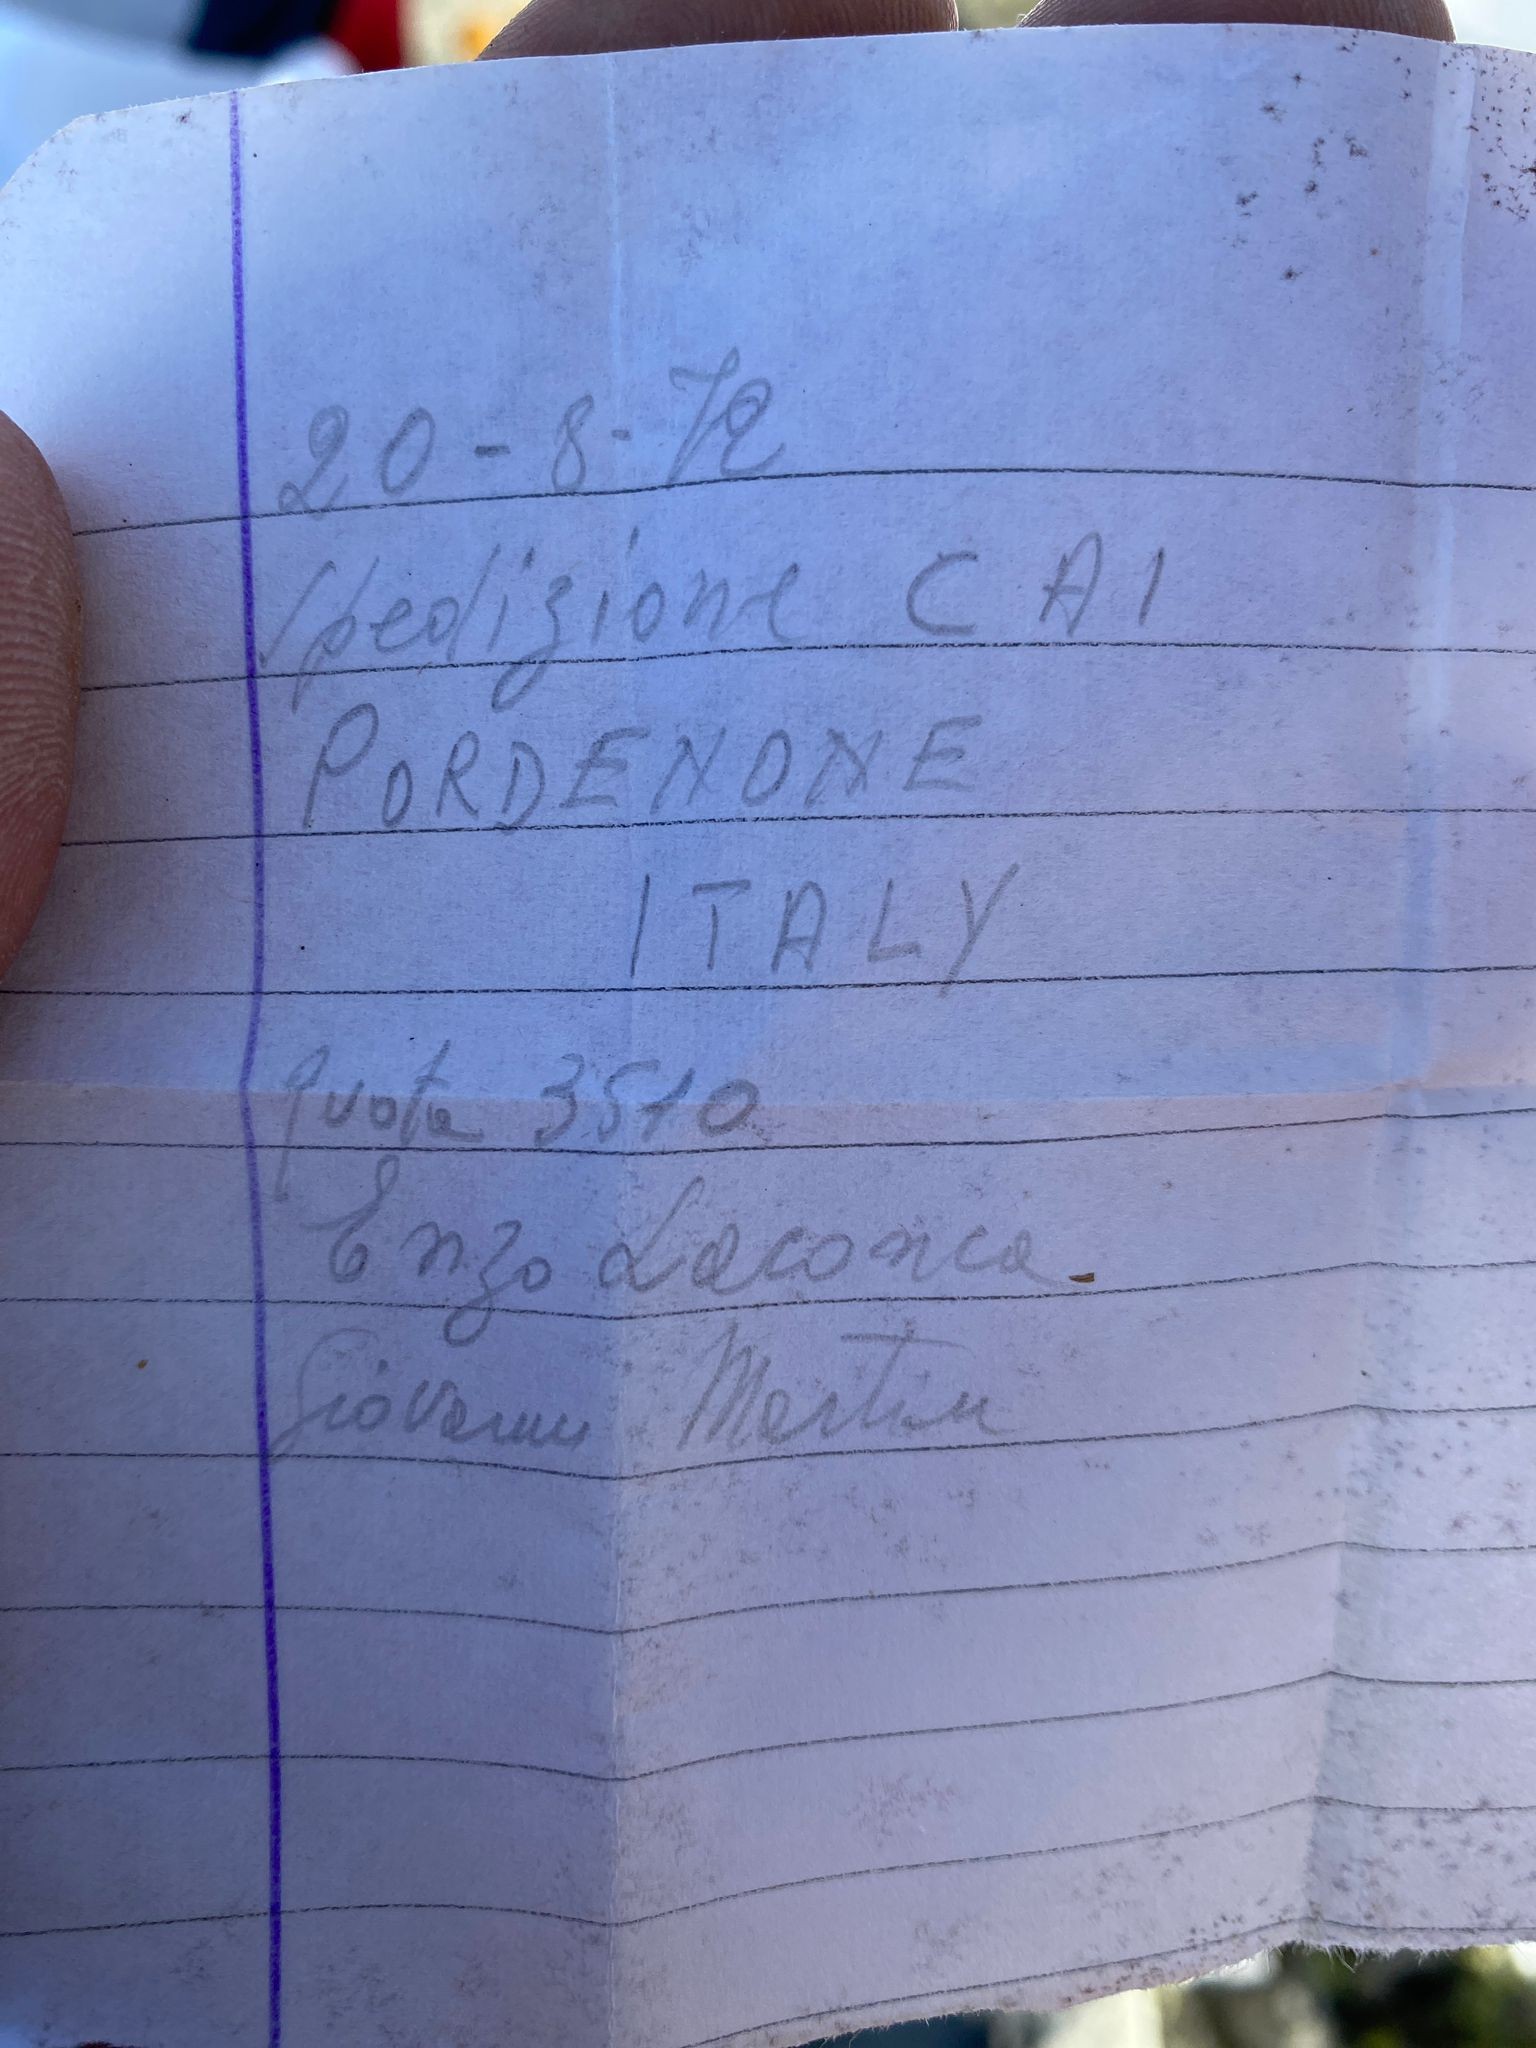 20-8-72
Spedizione CAI
PORDENONE
ITALY
quota 3510
Enzo Laconca
Giovanni Martin